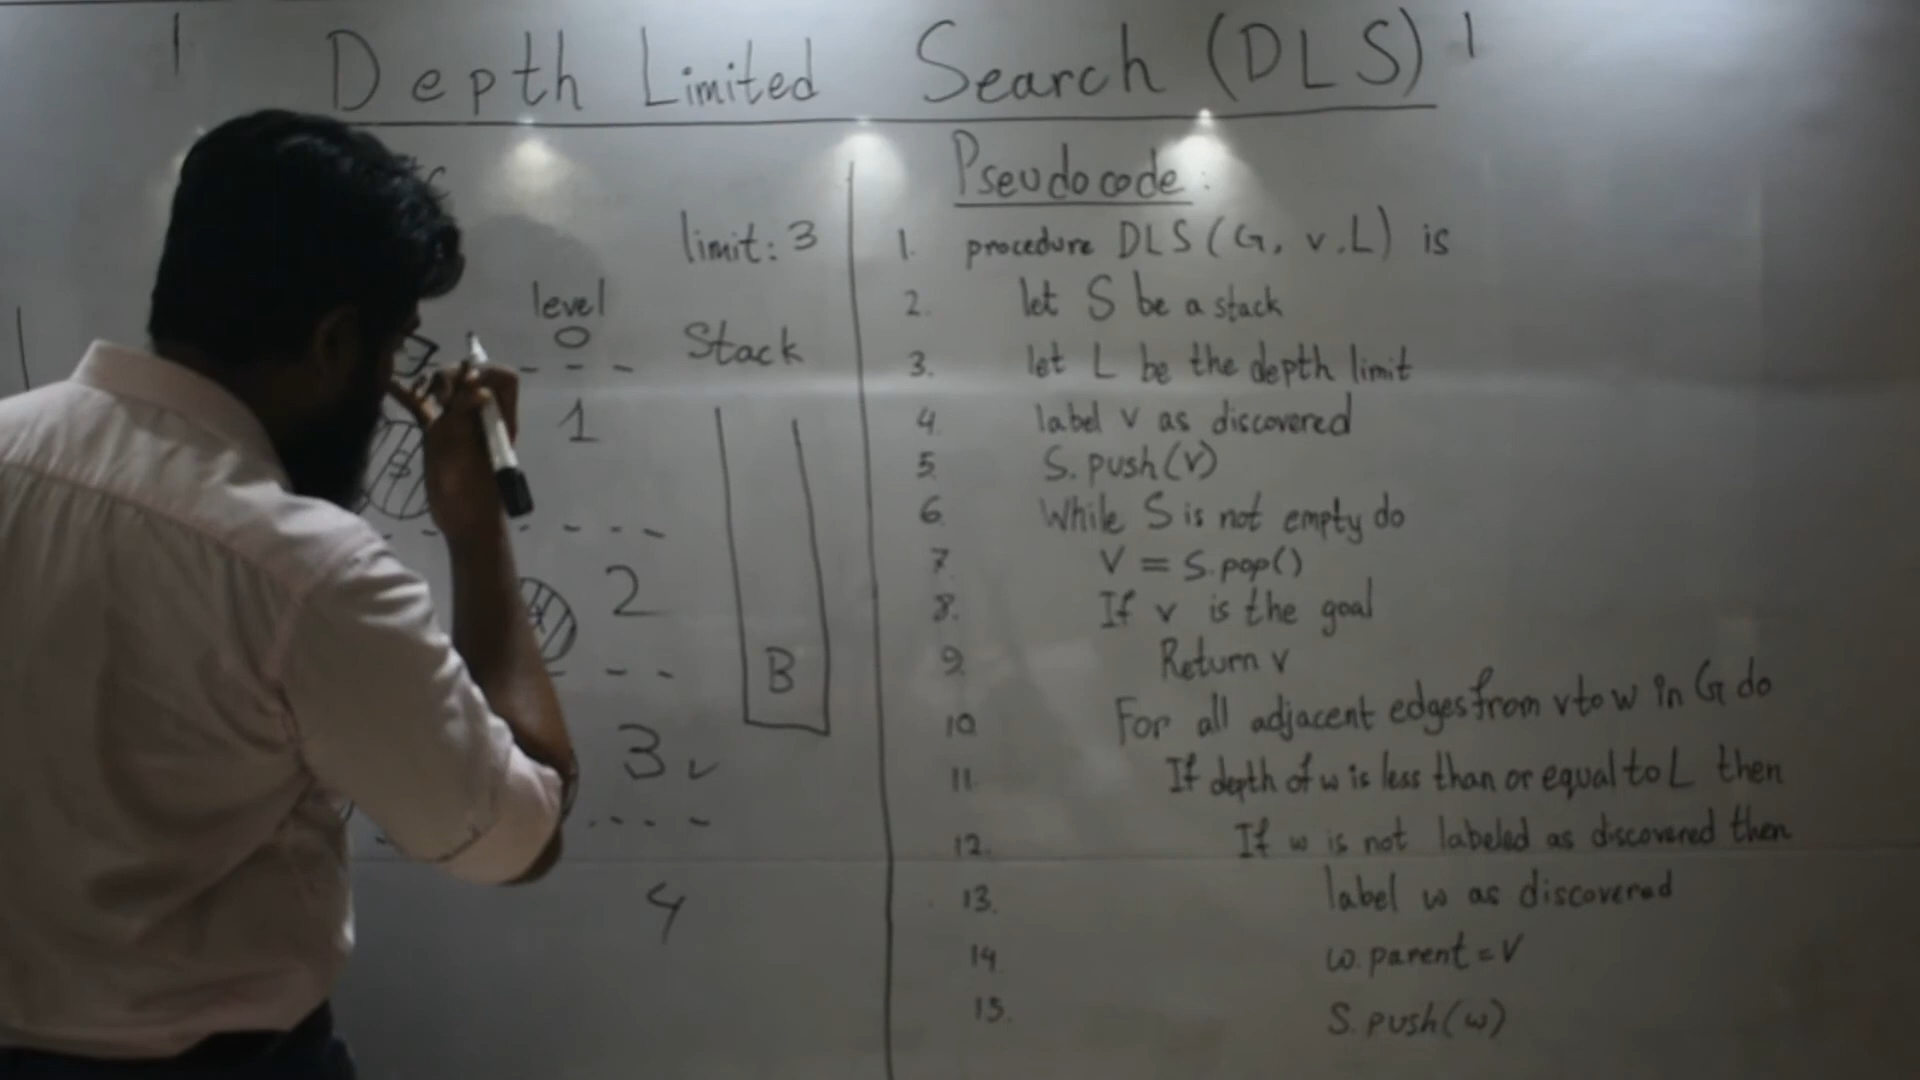 Depth Limited Search (DLS)
limit: 3
level
0
Stack
1
2
B
3
4
Pseudocode:
1. procedure DLS (G, v, L) is
2. let S be a stack
3. let L be the depth limit
4. label v as discovered
5. S. push(v)
6. While S is not empty do
7. V = S.pop()
8. If v is the goal
9. Return v
10 For all adjacent edges from v to w in G do
11. If depth of w is less than or equal to L then
12. If w is not labeled as discovered then
13. label w as discovered
14. w.parent = V
15. S. push(w)